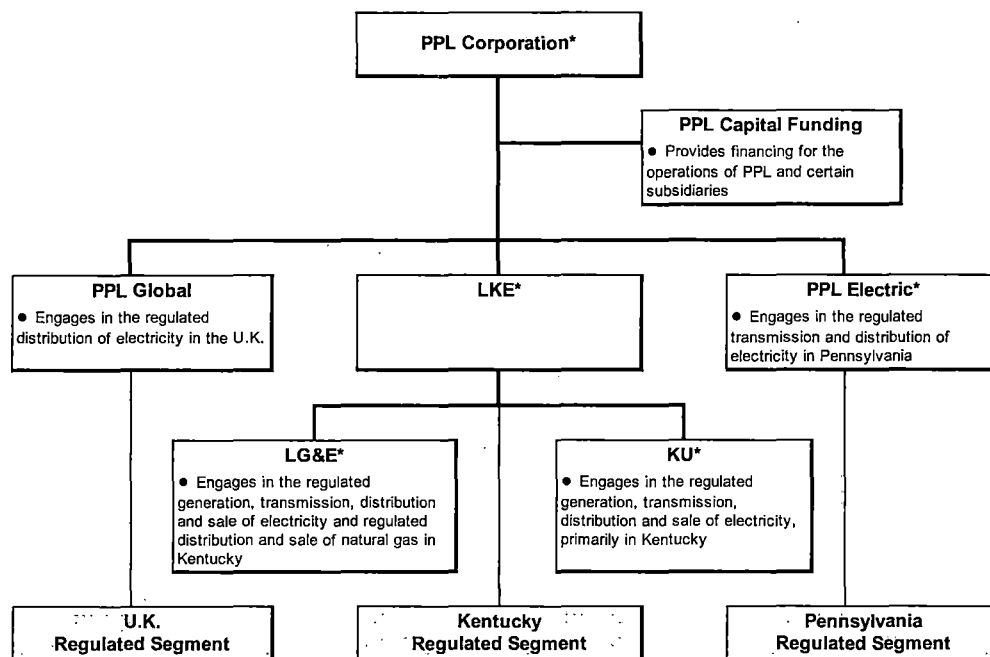 PPL Corporation*
PPL Capital Funding
● Provides financing for the
operations of PPL and certain
subsidiaries
PPL Global
● Engages in the regulated
distribution of electricity in the U.K.
LKE*
PPL Electric*
● Engages in the regulated
transmission and distribution of
electricity in Pennsylvania
LG&E*
● Engages in the regulated
generation, transmission, distribution
and sale of electricity and regulated
distribution and sale of natural gas in
Kentucky
KU*
● Engages in the regulated
generation, transmission,
distribution and sale of electricity,
primarily in Kentucky
U.K.
Regulated Segment
Kentucky
Regulated Segment
Pennsylvania
Regulated Segment